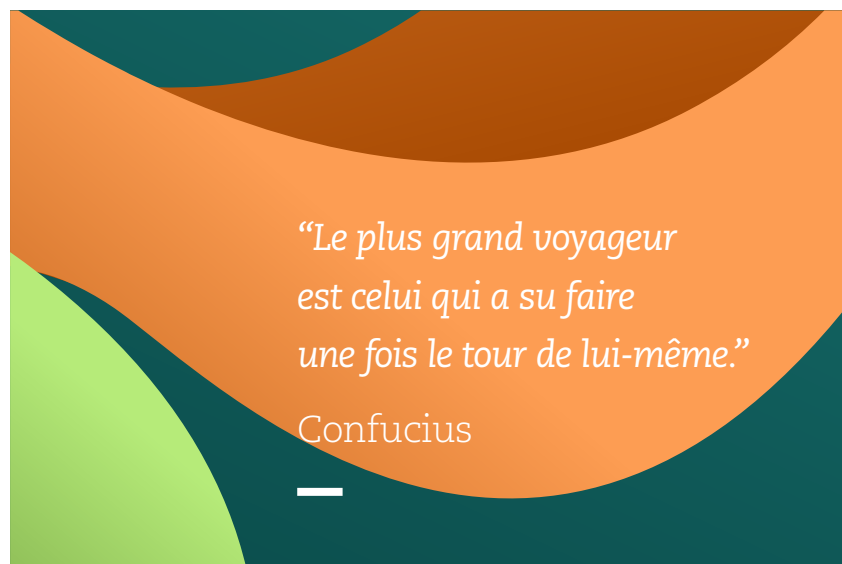 “Le plus grand voyageur
est celui qui a su faire
une fois le tour de lui-même.”
Confucius